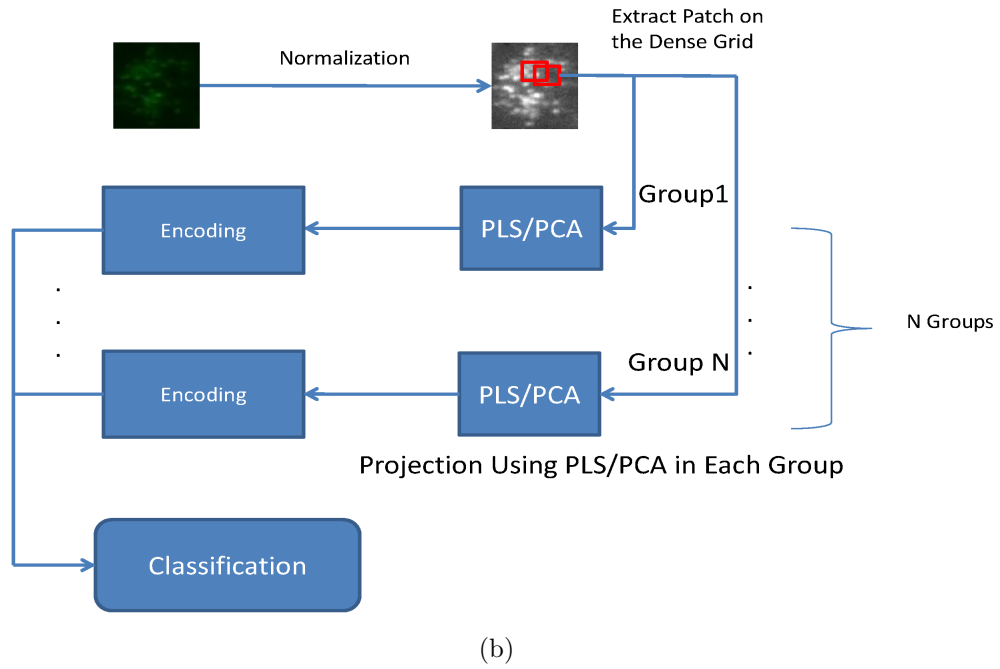 Extract Patch on
the Dense Grid
Normalization
Group1
Encoding
PLS/PCA
N Groups
Group N
Encoding
PLS/PCA
Projection Using PLS/PCA in Each Group
Classification
(b)